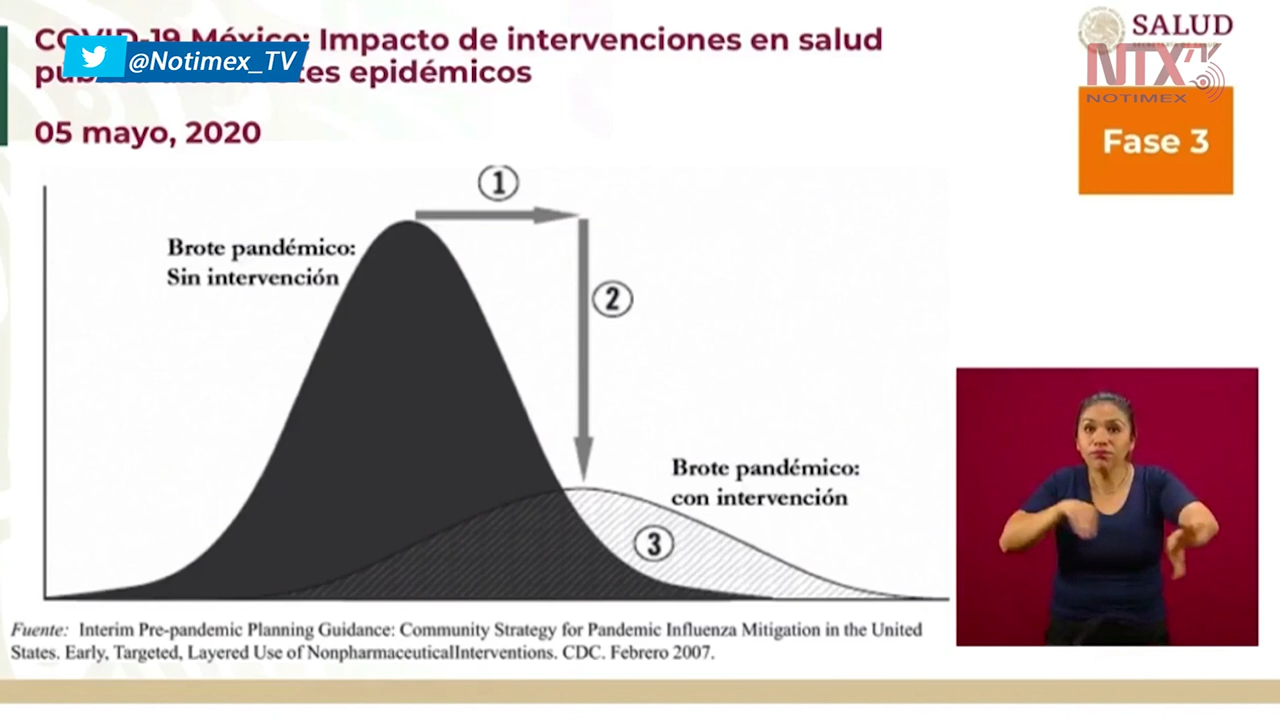 COVID-19 México: Impacto de intervenciones en salud
epidémicos
@Notimex_TV
05 mayo, 2020
SALUD
NTX
NOTIMEX
Fase 3
1
Brote pandémico:
Sin intervención
2
Brote pandémico:
con intervención
3
Fuente: Interim Pre-pandemic Planning Guidance: Community Strategy for Pandemic Influenza Mitigation in the United
States. Early, Targeted, Layered Use of NonpharmaceuticalInterventions. CDC. Febrero 2007.